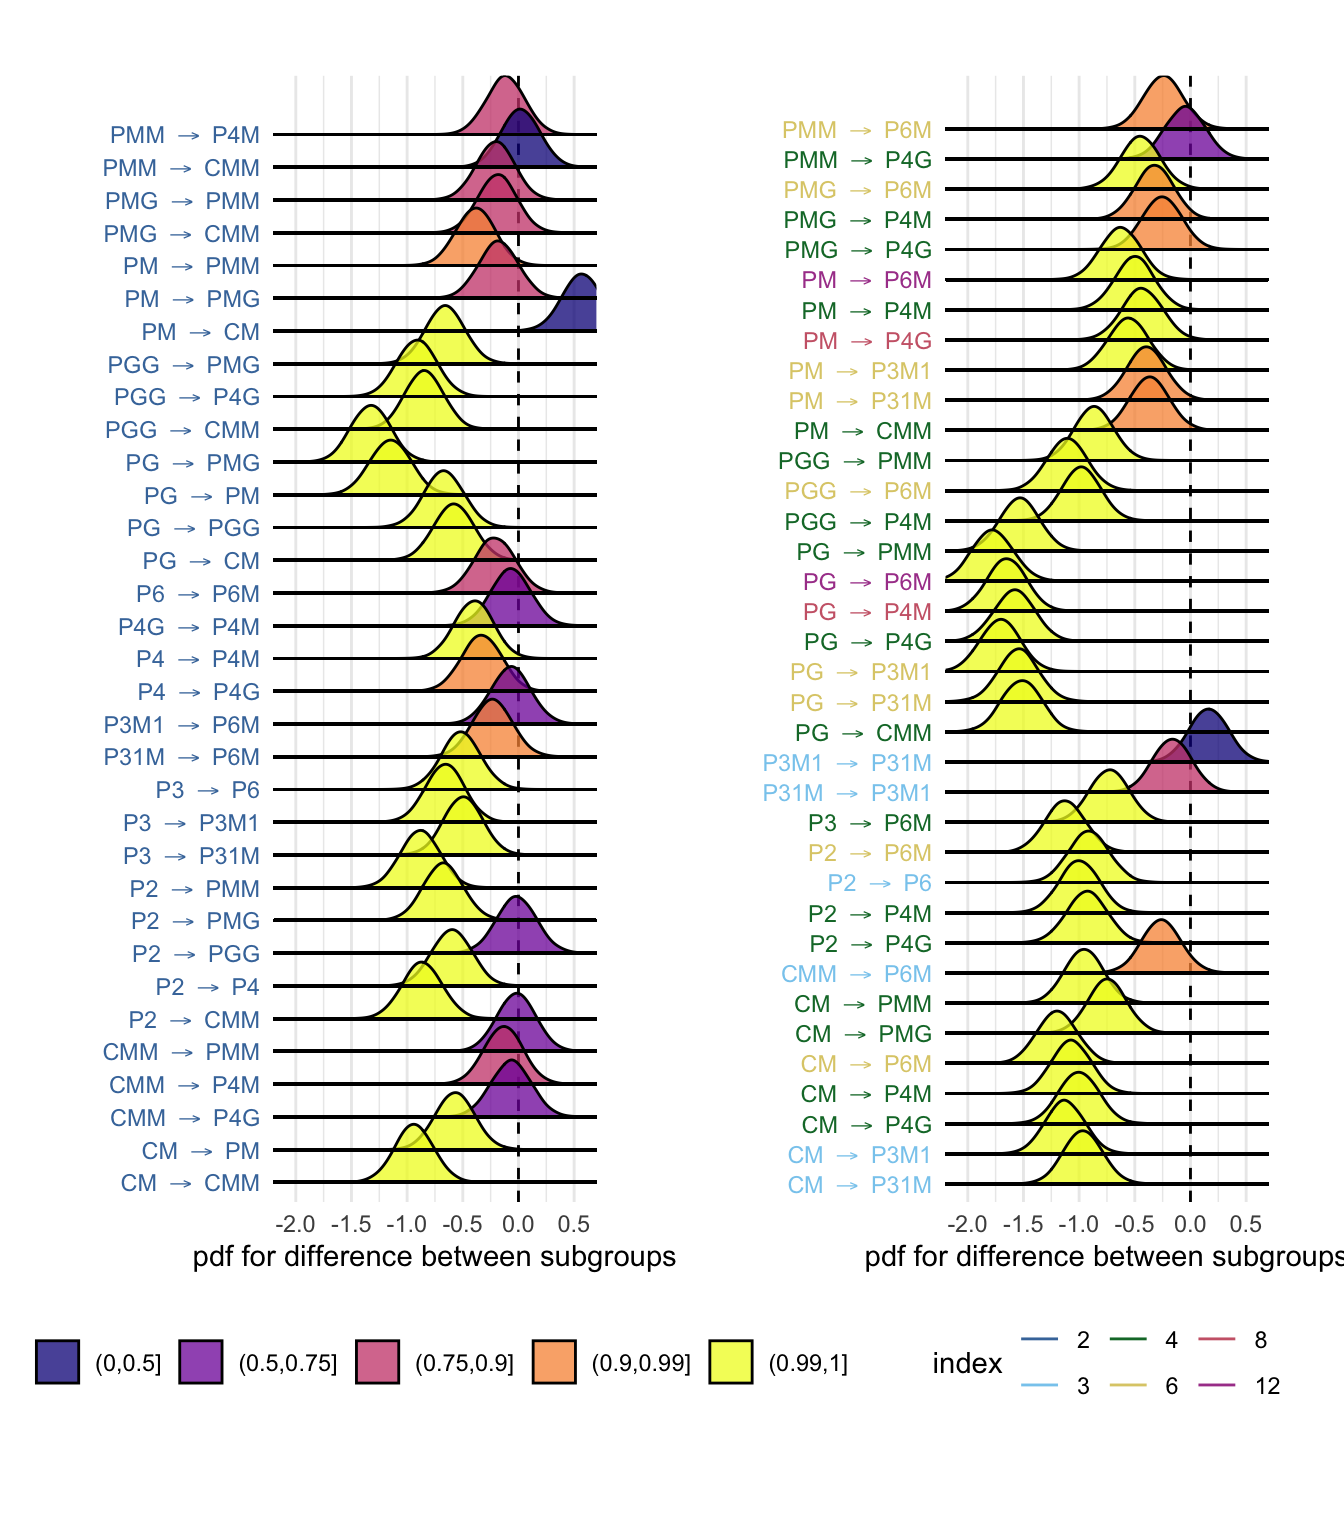 PMM → P4M
PMM → CMM
PMG → PMM
PMG → CMM
PM → PMM
PM → PMG
PM → CM
PGG → PMG
PGG → P4G
PGG → CMM
PG → PMG
PG → PM
PG → PGG
PG → CM
P6 → P6M
P4G → P4M
P4 → P4M
P4 → P4G
P3M1 → P6M
P31M → P6M
P3 → P6
P3 → P3M1
P3 → P31M
P2 → PMM
P2 → PMG
P2 → PGG
P2 → P4
P2 → CMM
CMM → PMM
CMM → P4M
CMM → P4G
CM → PM
CM → CMM
-2.0 -1.5 -1.0 -0.5 0.0 0.5
pdf for difference between subgroups
PMM → P6M
PMM → P4G
PMG → P6M
PMG → P4M
PMG → P4G
PM → P6M
PM → P4M
PM → P4G
PM → P3M1
PM → P31M
PM → CMM
PGG → PMM
PGG → P6M
PGG → P4M
PG → PMM
PG → P6M
PG → P4M
PG → P4G
PG → P3M1
PG → P31M
PG → CMM
P3M1 → P31M
P31M → P3M1
P3 → P6M
P2 → P6M
P2 → P6
P2 → P4M
P2 → P4G
CMM → P6M
CM → PMM
CM → PMG
CM → P6M
CM → P4M
CM → P4G
CM → P3M1
CM → P31M
-2.0 -1.5 -1.0 -0.5 0.0 0.5
pdf for difference between subgroups
(0,0.5] (0.5,0.75] (0.75,0.9] (0.9,0.99] (0.99,1]
index
2 4 8
3 6 12